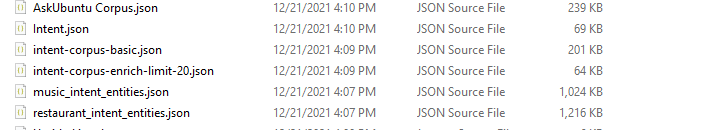 AskUbuntu Corpus.json 12/21/2021 4:10 PM JSON Source File 239 KB
Intent.json 12/21/2021 4:10 PM JSON Source File 69 KB
intent-corpus-basic.json 12/21/2021 4:09 PM JSON Source File 201 KB
intent-corpus-enrich-limit-20.json 12/21/2021 4:09 PM JSON Source File 64 KB
music_intent_entities.json 12/21/2021 4:07 PM JSON Source File 1,024 KB
restaurant_intent_entities.json 12/21/2021 4:07 PM JSON Source File 1,216 KB